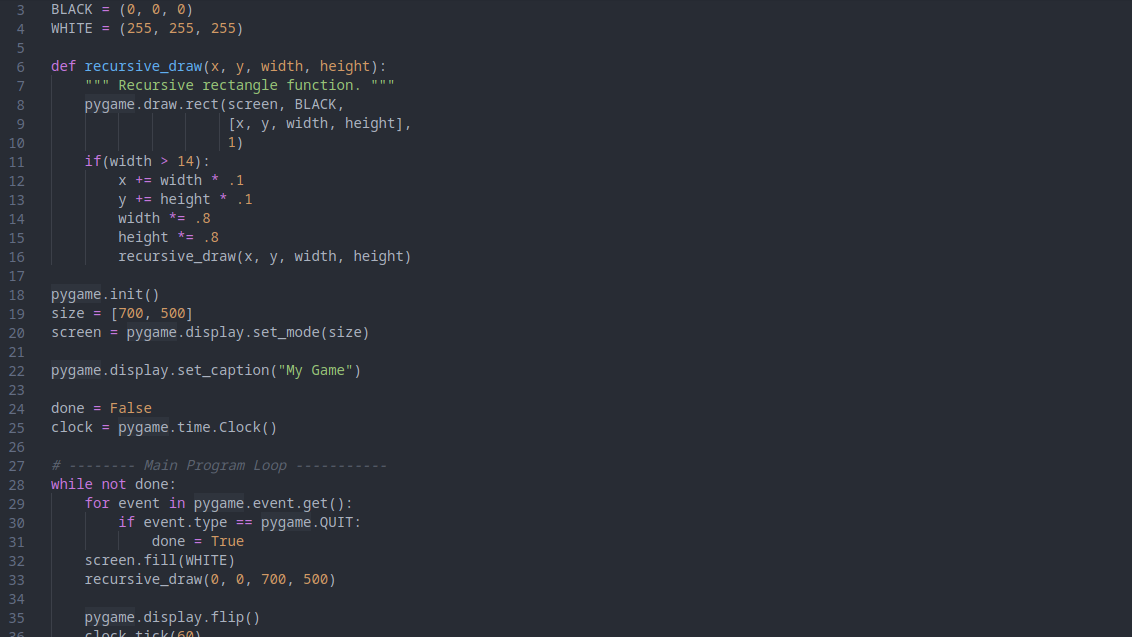 3 BLACK = (0, 0, 0)
4 WHITE = (255, 255, 255)
5
6 def recursive_draw(x, y, width, height):
7     """ Recursive rectangle function. """
8     pygame.draw.rect(screen, BLACK,
9                      [x, y, width, height],
10                      1)
11     if(width > 14):
12         x += width * .1
13         y += height * .1
14         width *= .8
15         height *= .8
16         recursive_draw(x, y, width, height)
17
18 pygame.init()
19 size = [700, 500]
20 screen = pygame.display.set_mode(size)
21
22 pygame.display.set_caption("My Game")
23
24 done = False
25 clock = pygame.time.Clock()
26
27 # -------- Main Program Loop -----------
28 while not done:
29     for event in pygame.event.get():
30         if event.type == pygame.QUIT:
31             done = True
32     screen.fill(WHITE)
33     recursive_draw(0, 0, 700, 500)
34
35     pygame.display.flip()
36     clock.tick(60)